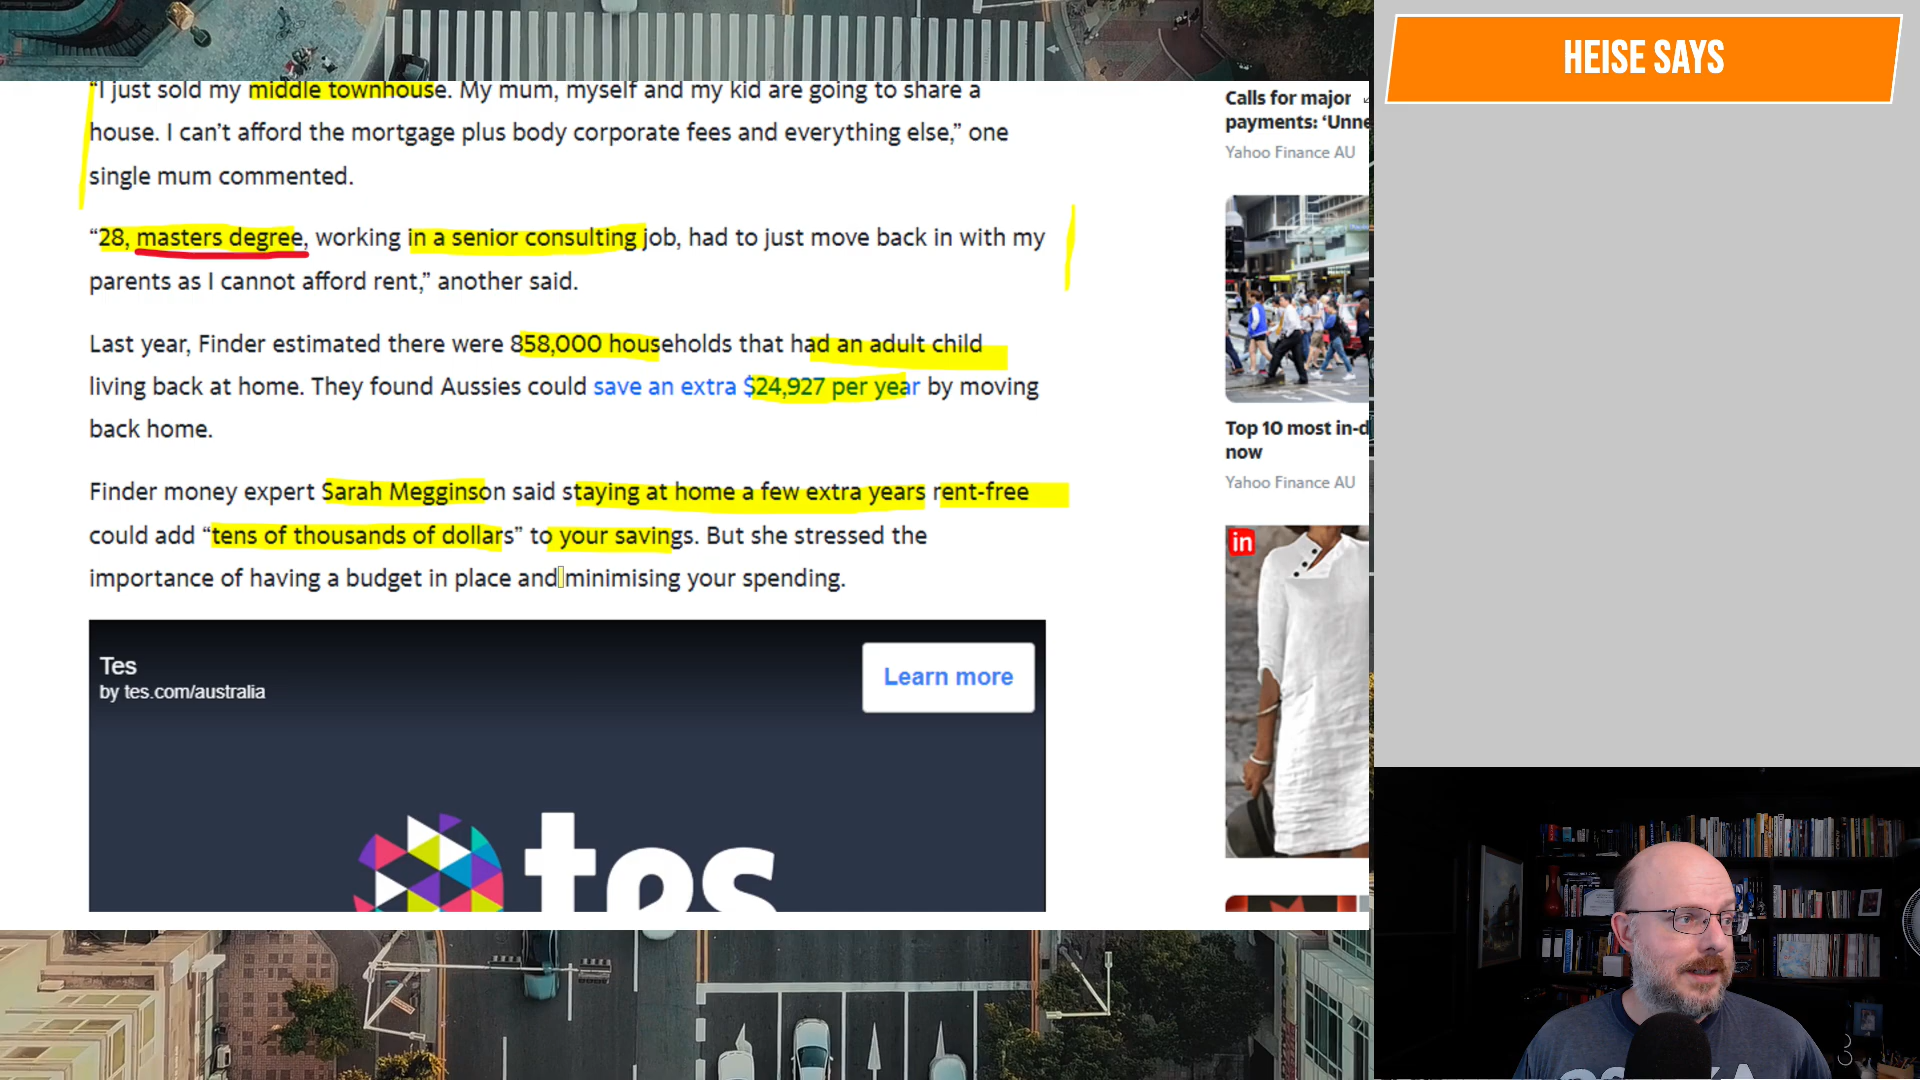 HEISE SAYS
“I just sold my middle townhouse. My mum, myself and my kid are going to share a
house. I can’t afford the mortgage plus body corporate fees and everything else,” one
single mum commented.
“28, masters degree, working in a senior consulting job, had to just move back in with my
parents as I cannot afford rent,” another said.
Last year, Finder estimated there were 858,000 households that had an adult child
living back at home. They found Aussies could save an extra $24,927 per year by moving
back home.
Finder money expert Sarah Megginson said staying at home a few extra years rent-free
could add “tens of thousands of dollars” to your savings. But she stressed the
importance of having a budget in place and minimising your spending.
Tes
by tes.com/australia
Learn more
tes
Calls for major
payments: ‘Unne
Yahoo Finance AU
Top 10 most in-d
now
Yahoo Finance AU
in